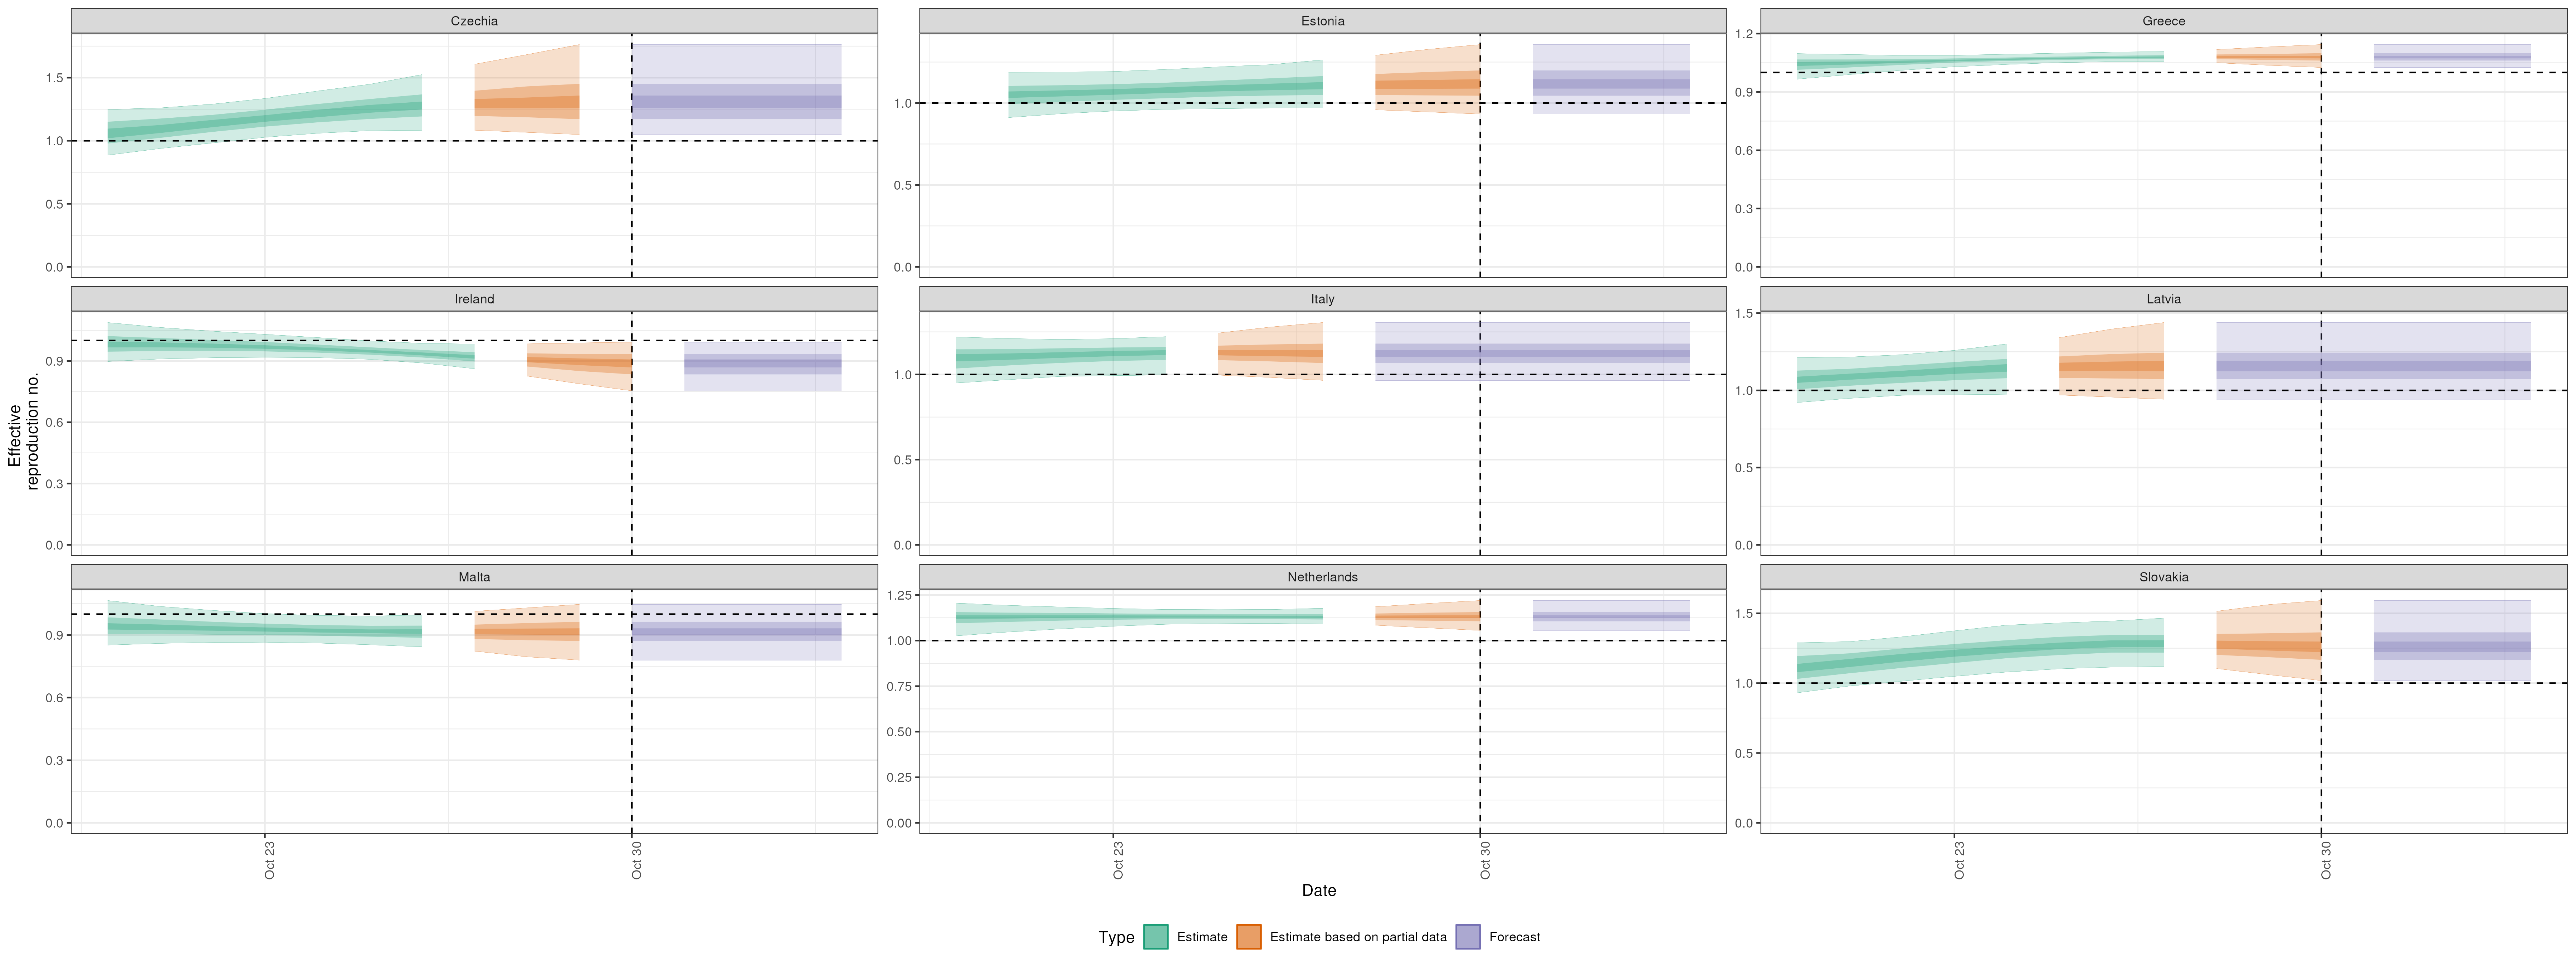 Czechia
Estonia
Greece
1.5
1.0
0.5
0.0
1.0
0.5
0.0
1.2
0.9
0.6
0.3
0.0
Ireland
Italy
Latvia
0.9
0.6
0.3
0.0
1.0
0.5
0.0
1.5
1.0
0.5
0.0
Malta
Netherlands
Slovakia
0.9
0.6
0.3
0.0
1.25
1.00
0.75
0.50
0.25
0.00
1.5
1.0
0.5
0.0
Effective
reproduction no.
Oct 23
Oct 30
Oct 23
Oct 30
Oct 23
Oct 30
Date
Type Estimate Estimate based on partial data Forecast